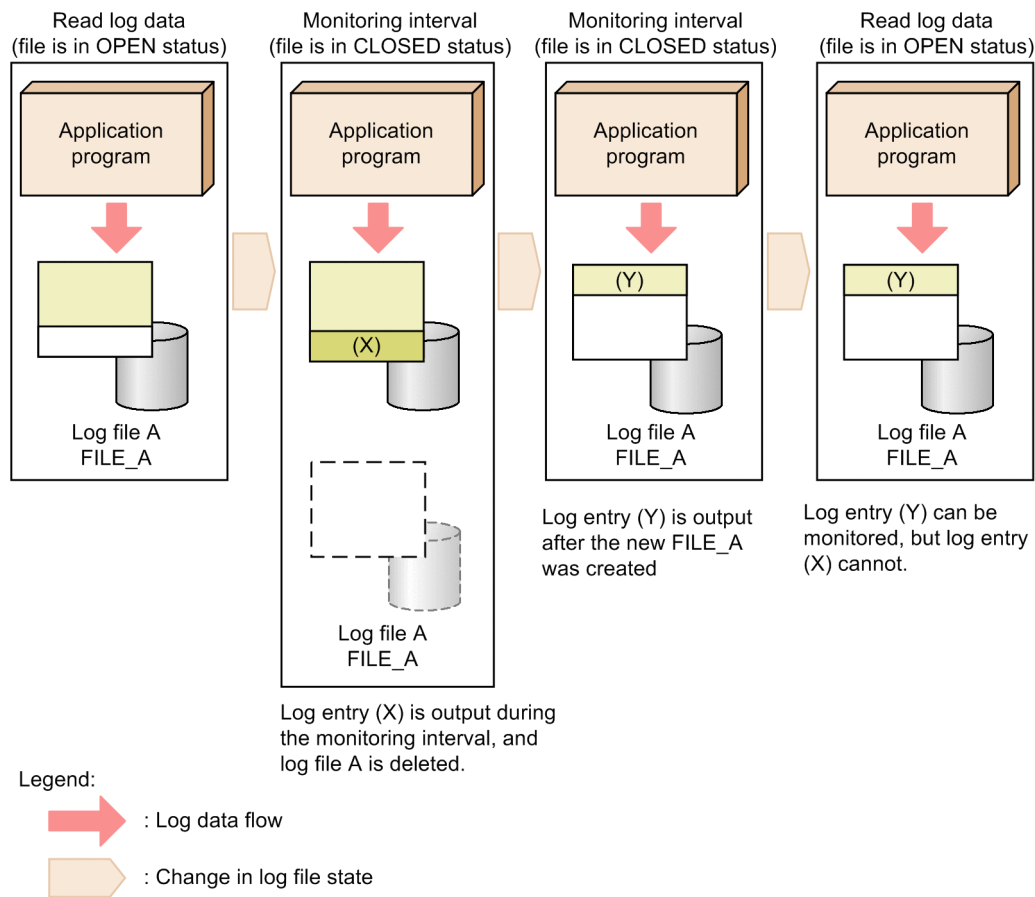 Read log data
(file is in OPEN status)
Application
program
Log file A
FILE_A
Monitoring interval
(file is in CLOSED status)
Application
program
(X)
Log file A
FILE_A
Log file A
FILE_A
Log entry (X) is output during
the monitoring interval, and
log file A is deleted.
Monitoring interval
(file is in CLOSED status)
Application
program
(Y)
Log file A
FILE_A
Log entry (Y) is output
after the new FILE_A
was created
Read log data
(file is in OPEN status)
Application
program
(Y)
Log file A
FILE_A
Log entry (Y) can be
monitored, but log entry
(X) cannot.
Legend:
: Log data flow
: Change in log file state